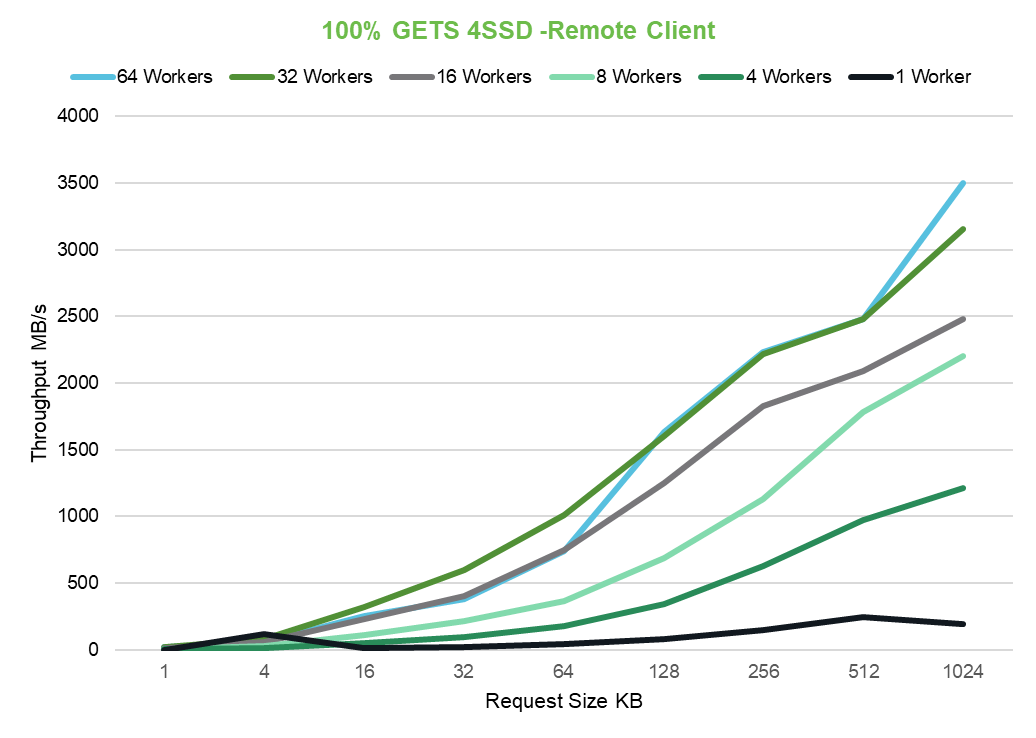 100% GETS 4SSD -Remote Client
64 Workers 32 Workers 16 Workers 8 Workers 4 Workers 1 Worker
4000
3500
3000
2500
2000
1500
1000
500
0
Throughput MB/s
1 4 16 32 64 128 256 512 1024
Request Size KB